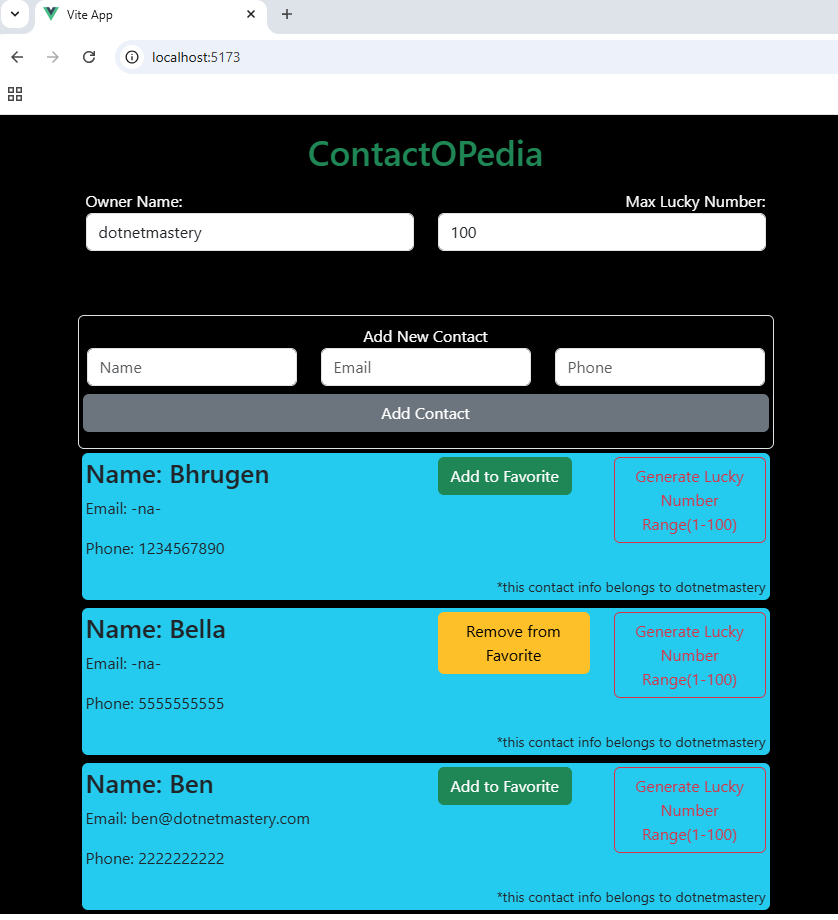 Vite App
localhost:5173
ContactOPedia
Owner Name:
Max Lucky Number:
dotnetmastery
100
Add New Contact
Name
Email
Phone
Add Contact
Name: Bhrugen
Email: -na-
Phone: 1234567890
Add to Favorite
Generate Lucky
Number
Range(1-100)
*this contact info belongs to dotnetmastery
Name: Bella
Email: -na-
Phone: 5555555555
Remove from
Favorite
Generate Lucky
Number
Range(1-100)
*this contact info belongs to dotnetmastery
Name: Ben
Email: ben@dotnetmastery.com
Phone: 2222222222
Add to Favorite
Generate Lucky
Number
Range(1-100)
*this contact info belongs to dotnetmastery